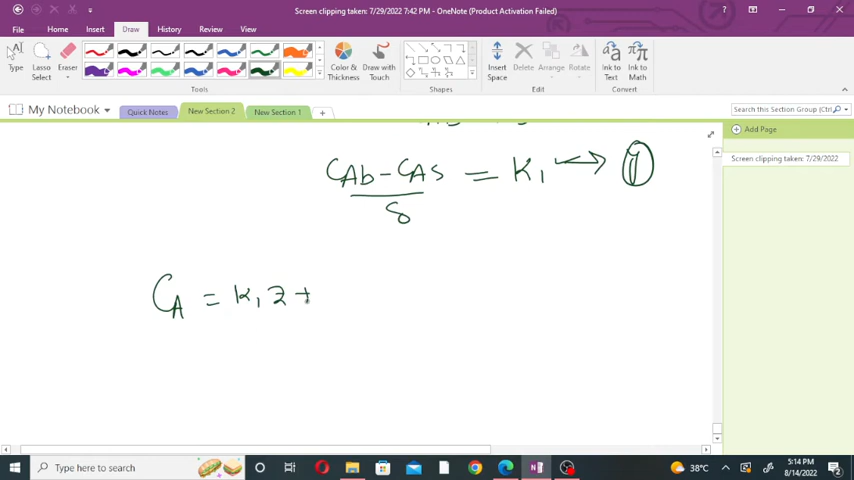 Screen clipping taken: 7/29/2022 7:42 PM - OneNote (Product Activation Failed)
File Home Insert Draw History Review View
Type Lasso Select Eraser Color & Thickness Draw with Touch Insert Space Delete Arrange Rotate Ink to Text Ink to Math
Tools Shapes Edit Convert
My Notebook Quick Notes New Section 2 New Section 1 Search this Section Group (Ctrl
Add Page
Screen clipping taken: 7/29/2022
CAb - CAS = K1
δ
CA = K1 Z +
Type here to search
38°C
5:14 PM
8/14/2022
2